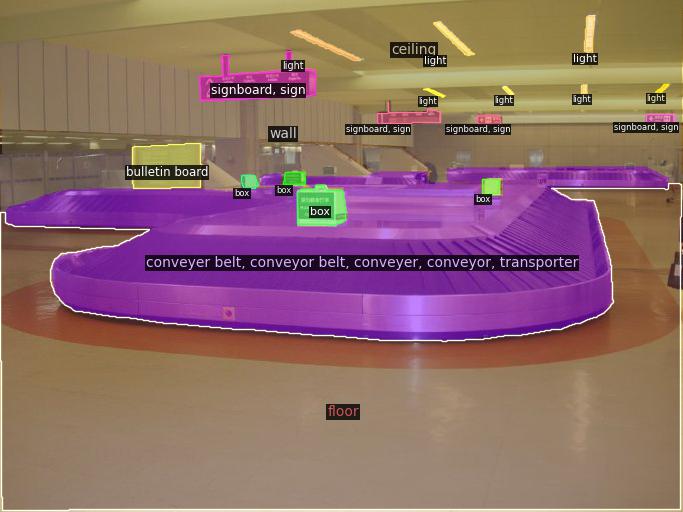 ceiling
light
light
light
signboard, sign
light
light
light
light
signboard, sign
signboard, sign
signboard, sign
wall
bulletin board
box
box
box
box
conveyer belt, conveyor belt, conveyer, conveyor, transporter
floor